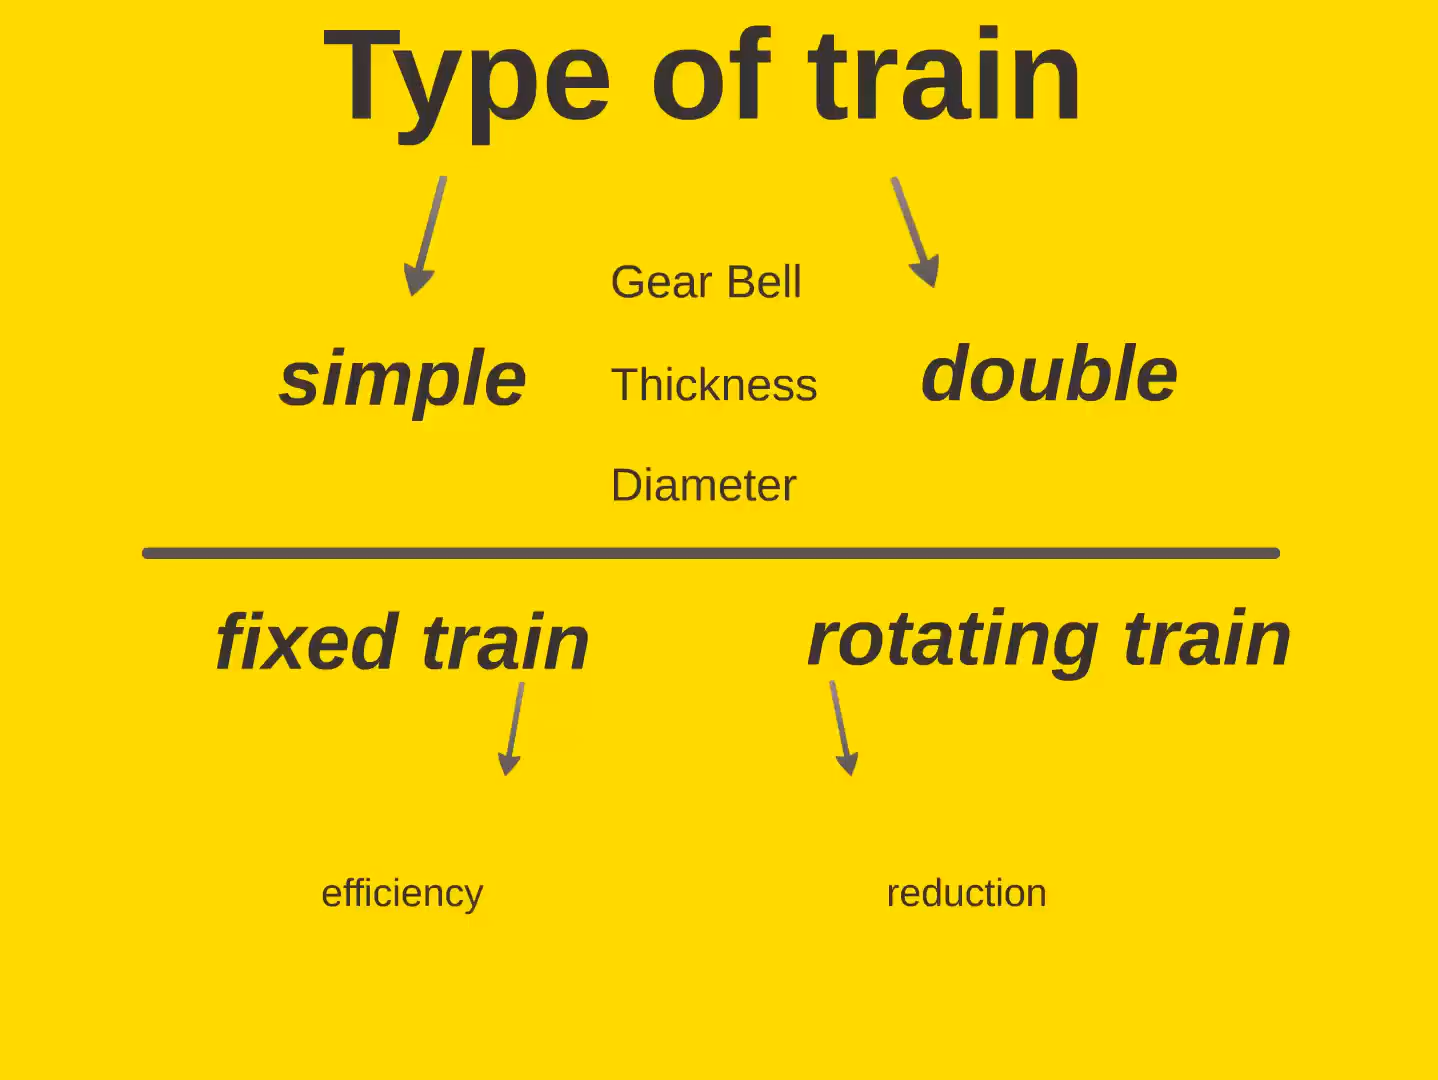 Type of train
Gear Bell
simple
Thickness
double
Diameter
fixed train
rotating train
efficiency
reduction